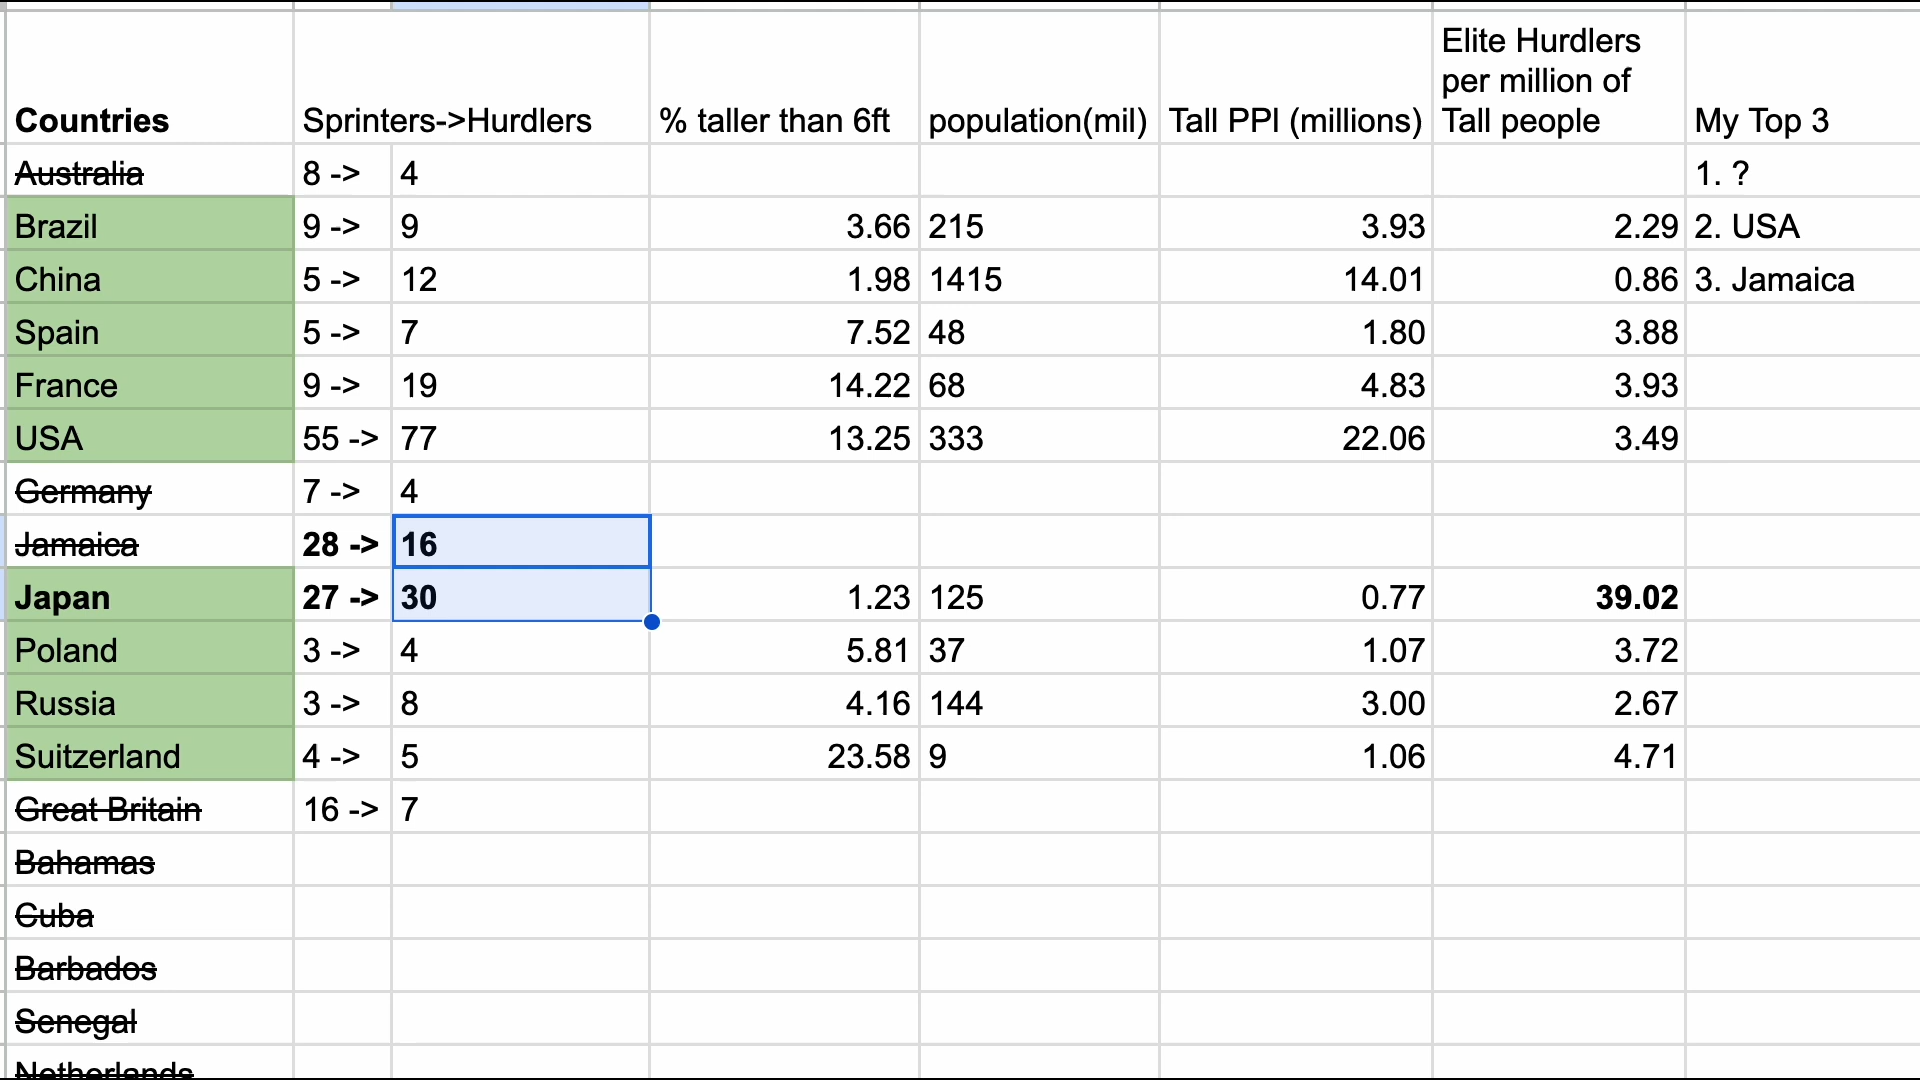 Countries Sprinters->Hurdlers % taller than 6ft population(mil) Tall PPl (millions) Elite Hurdlers per million of Tall people My Top 3
Australia 8 -> 4 1. ?
Brazil 9 -> 9 3.66 215 3.93 2.29 2. USA
China 5 -> 12 1.98 1415 14.01 0.86 3. Jamaica
Spain 5 -> 7 7.52 48 1.80 3.88
France 9 -> 19 14.22 68 4.83 3.93
USA 55 -> 77 13.25 333 22.06 3.49
Germany 7 -> 4
Jamaica 28 -> 16
Japan 27 -> 30 1.23 125 0.77 39.02
Poland 3 -> 4 5.81 37 1.07 3.72
Russia 3 -> 8 4.16 144 3.00 2.67
Suitzerland 4 -> 5 23.58 9 1.06 4.71
Great Britain 16 -> 7
Bahamas
Cuba
Barbados
Senegal
Netherlands